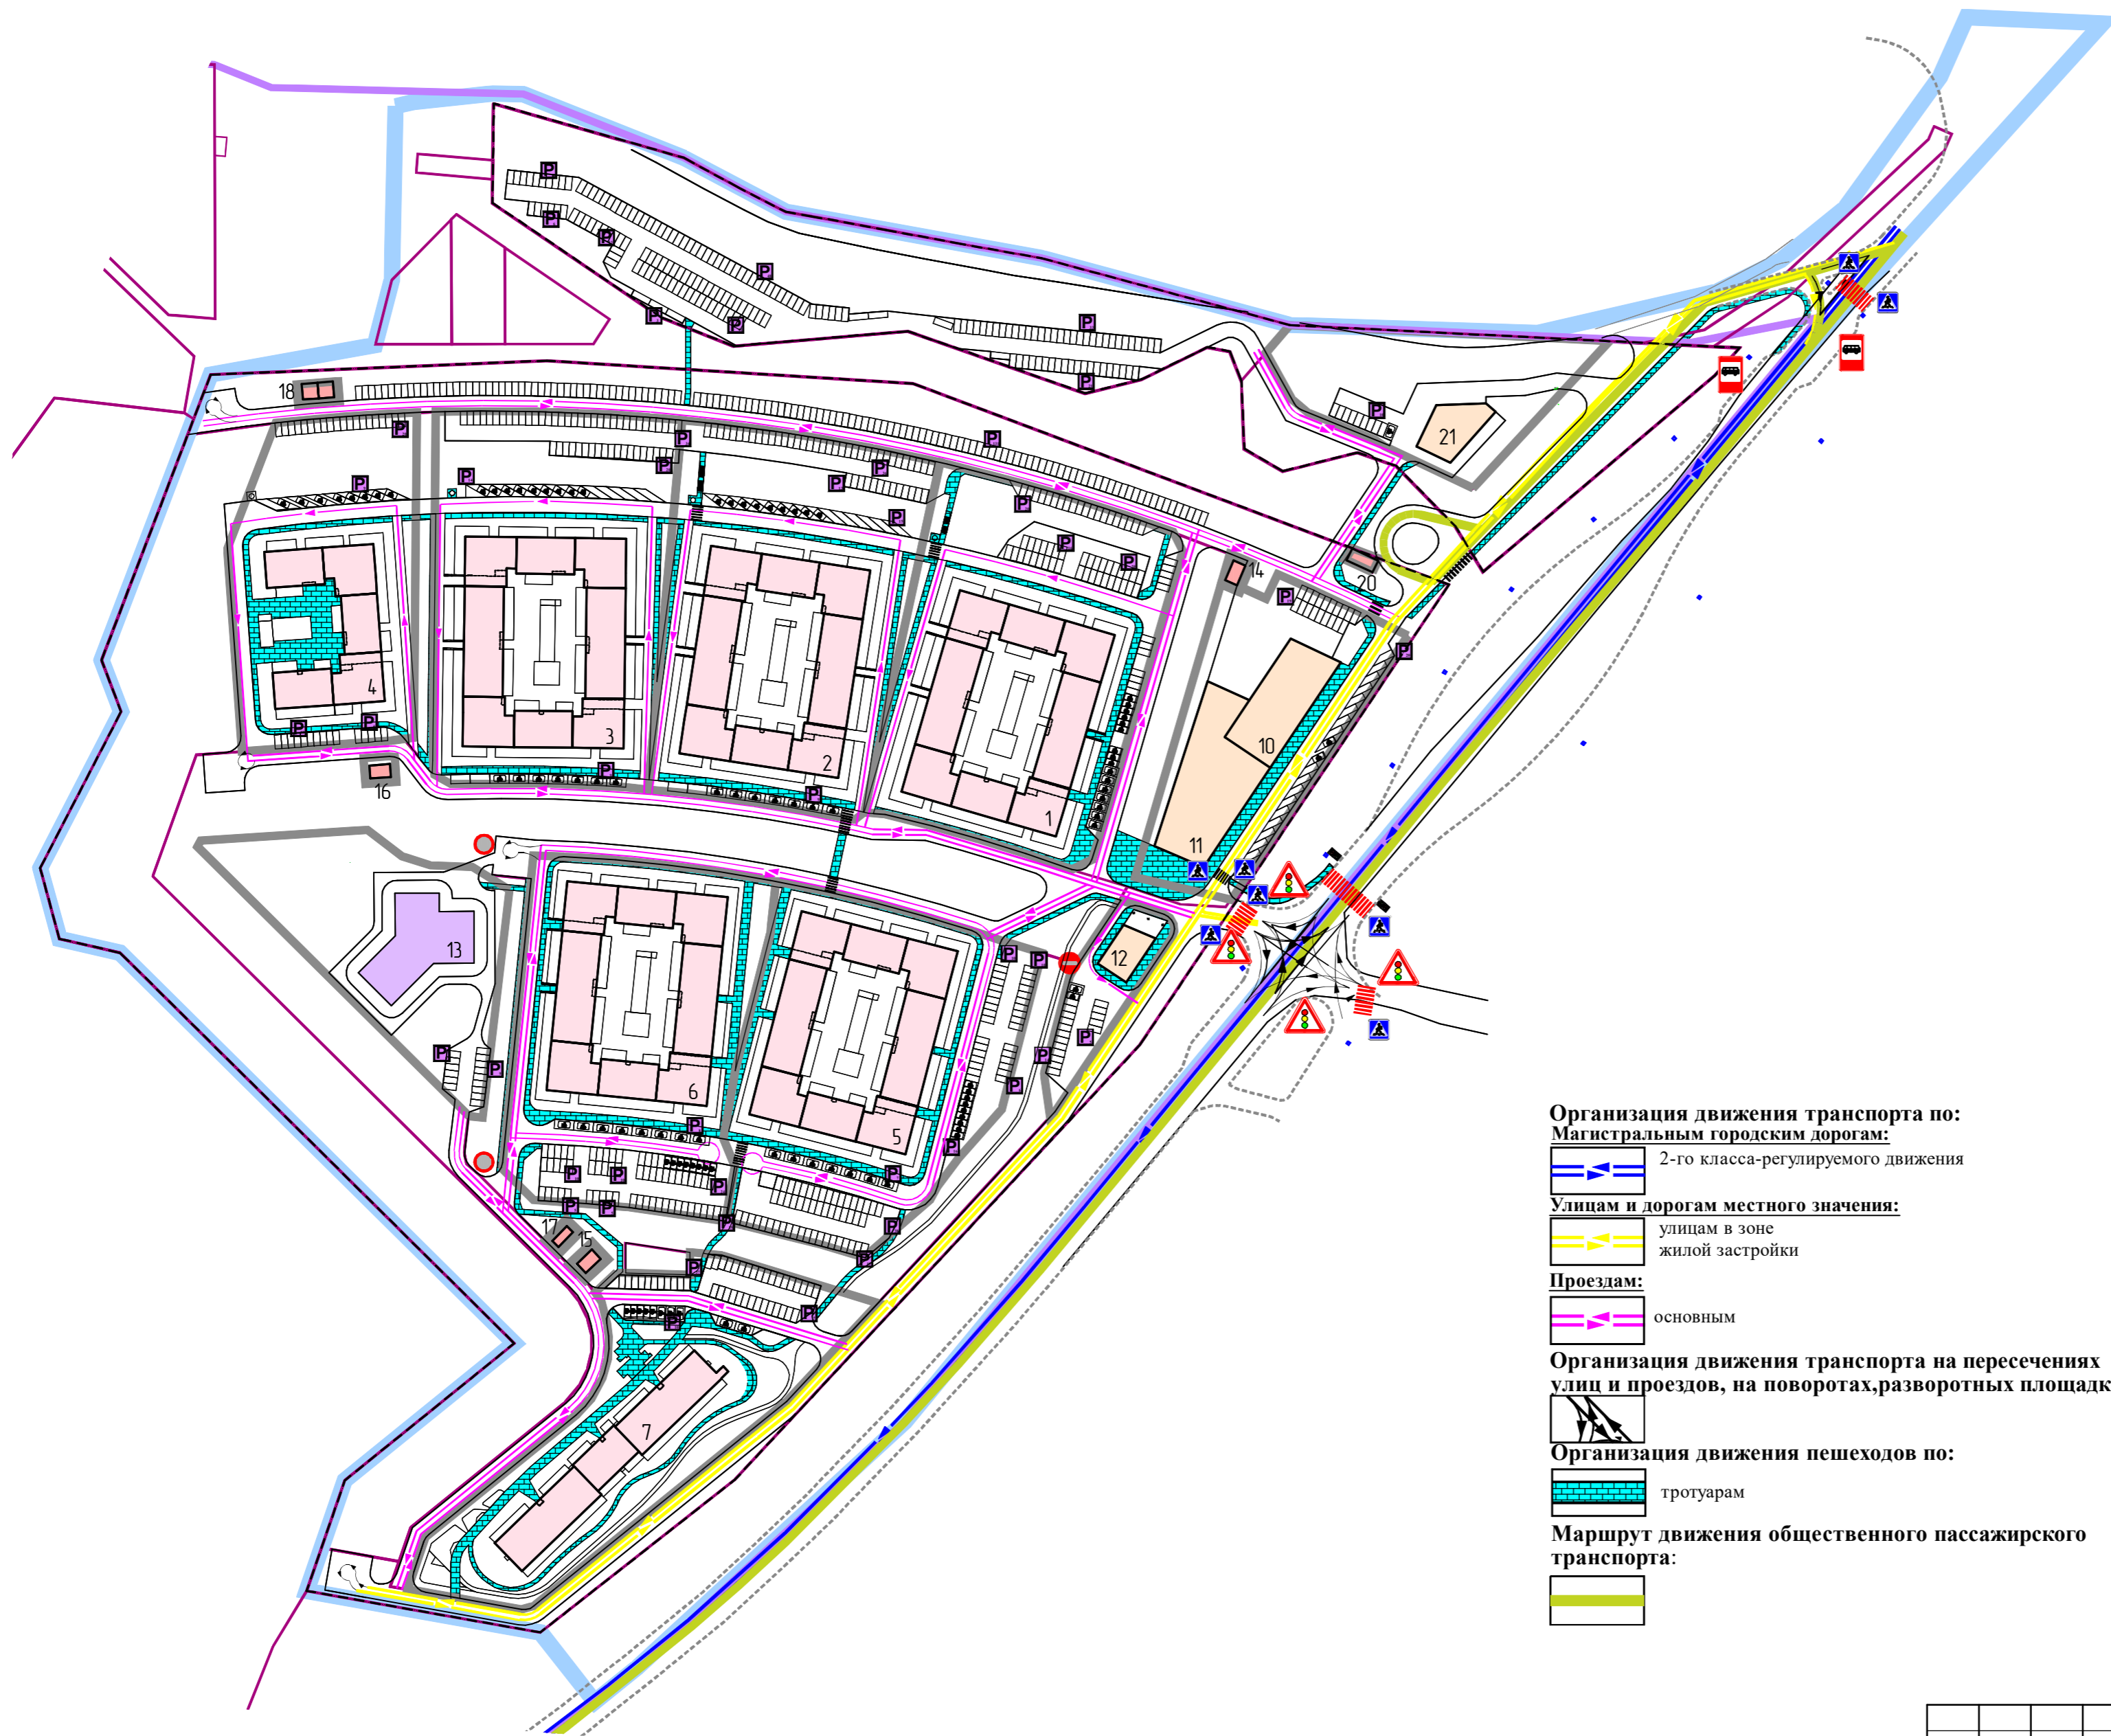 18
21
14
20
4
3
2
1
10
11
16
13
12
6
5
17
15
7
Организация движения транспорта по:
Магистральным городским дорогам:
2-го класса-регулируемого движения
Улицам и дорогам местного значения:
улицам в зоне
жилой застройки
Проездам:
основным
Организация движения транспорта на пересечениях
улиц и проездов, на поворотах,разворотных площадк
Организация движения пешеходов по:
тротуарам
Маршрут движения общественного пассажирского
транспорта: